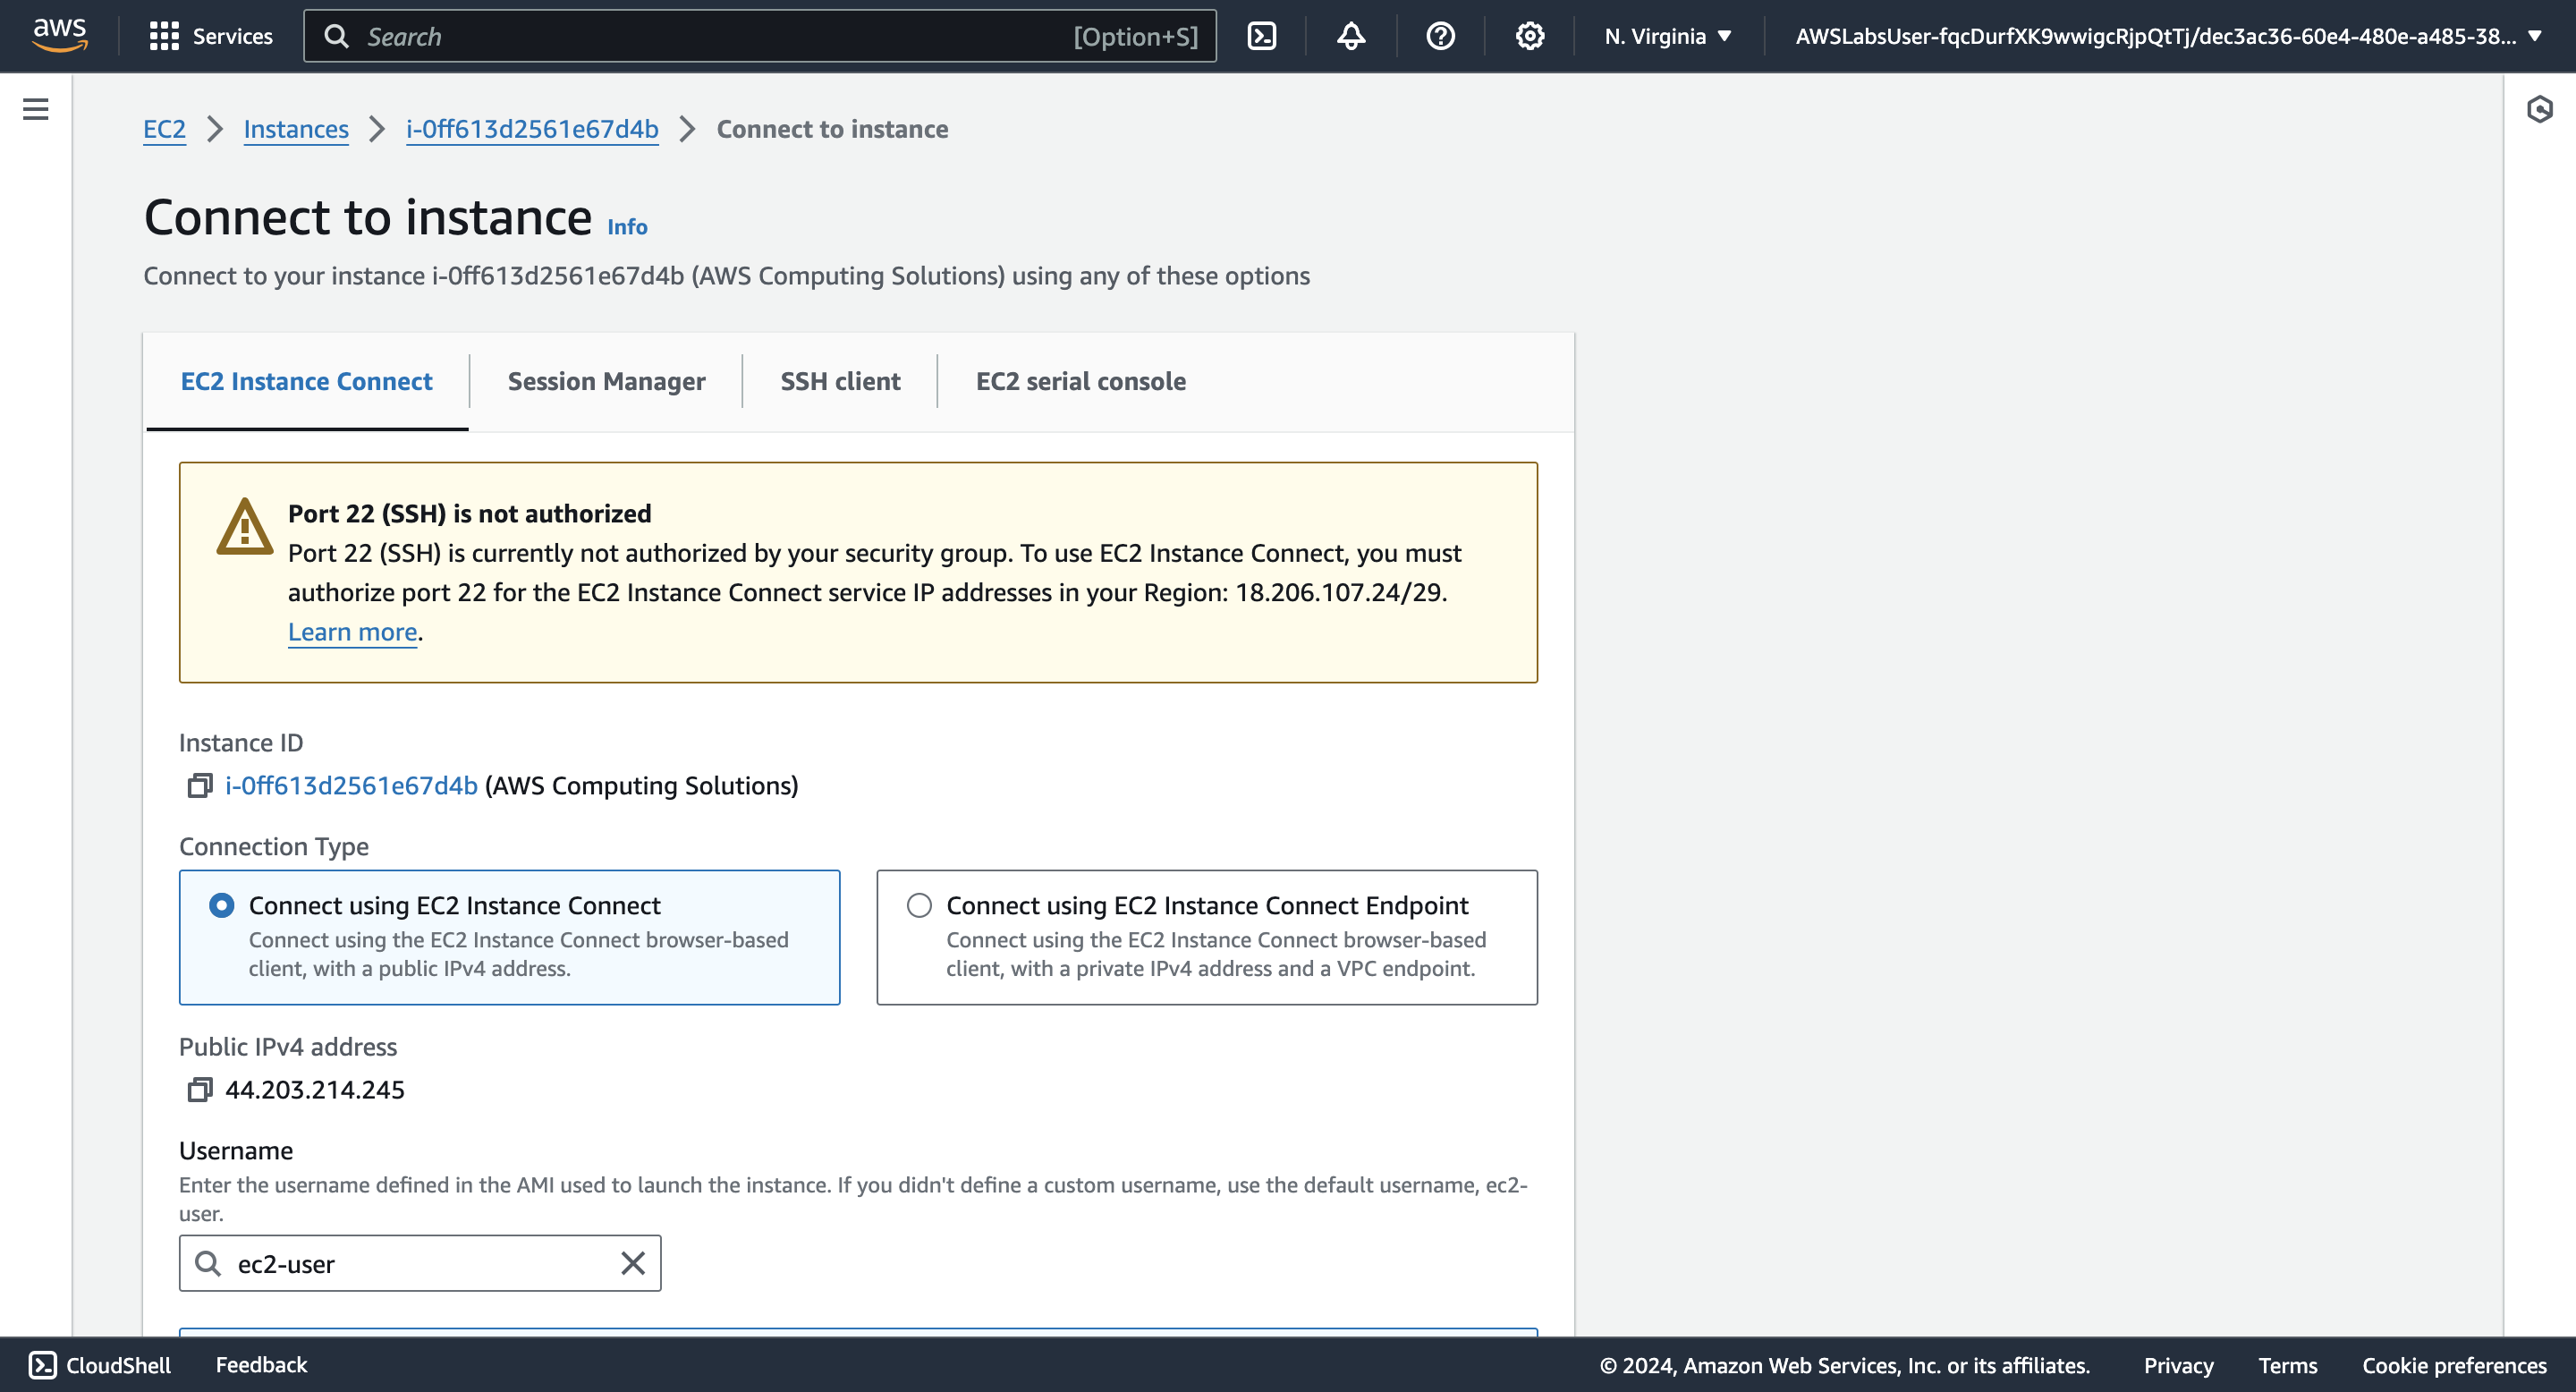 aws
Services
Search
[Option+S]
N. Virginia
AWSLabsUser-fqcDurfXK9wwigcRjpQtTj/dec3ac36-60e4-480e-a485-38...
EC2
Instances
i-0ff613d2561e67d4b
Connect to instance
Connect to instance Info
Connect to your instance i-0ff613d2561e67d4b (AWS Computing Solutions) using any of these options
EC2 Instance Connect
Session Manager
SSH client
EC2 serial console
Port 22 (SSH) is not authorized
Port 22 (SSH) is currently not authorized by your security group. To use EC2 Instance Connect, you must
authorize port 22 for the EC2 Instance Connect service IP addresses in your Region: 18.206.107.24/29.
Learn more.
Instance ID
i-0ff613d2561e67d4b (AWS Computing Solutions)
Connection Type
Connect using EC2 Instance Connect
Connect using the EC2 Instance Connect browser-based
client, with a public IPv4 address.
Connect using EC2 Instance Connect Endpoint
Connect using the EC2 Instance Connect browser-based
client, with a private IPv4 address and a VPC endpoint.
Public IPv4 address
44.203.214.245
Username
Enter the username defined in the AMI used to launch the instance. If you didn't define a custom username, use the default username, ec2-
user.
ec2-user
CloudShell
Feedback
© 2024, Amazon Web Services, Inc. or its affiliates.
Privacy
Terms
Cookie preferences